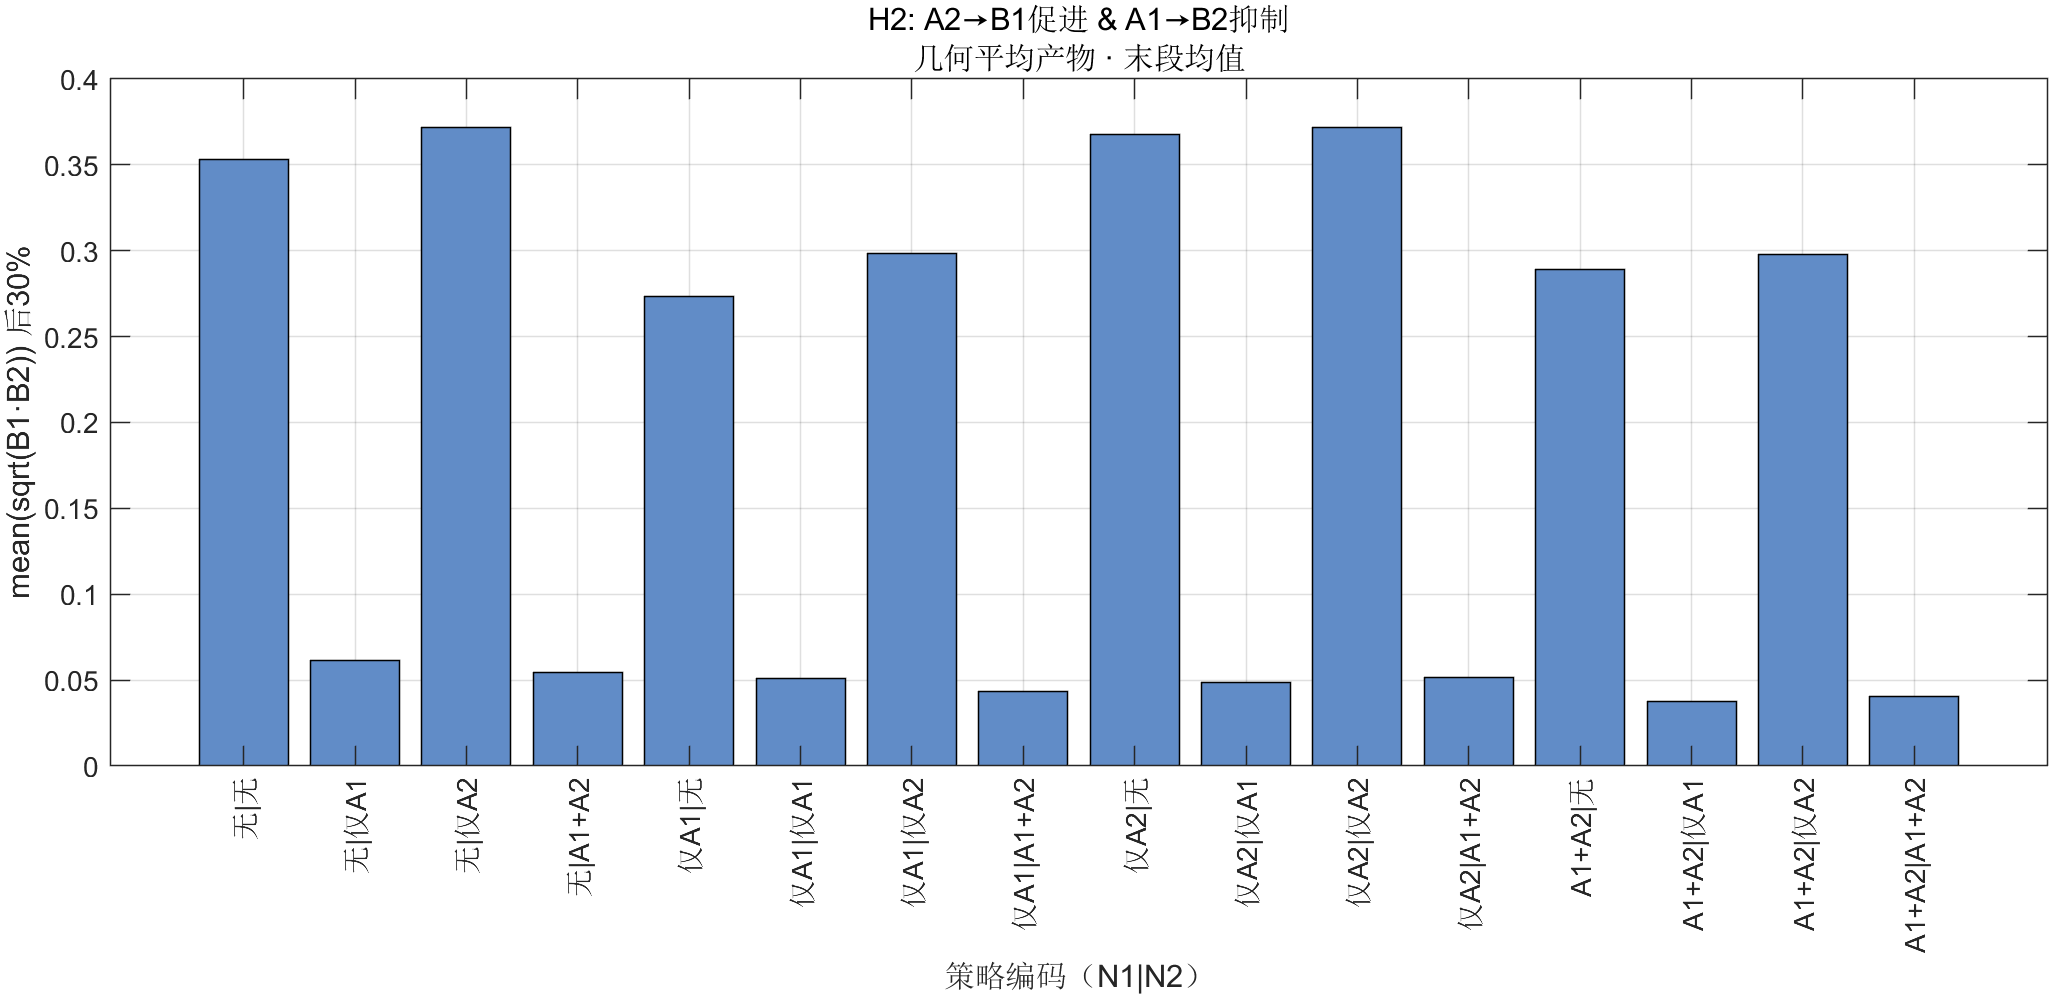 H2: A2→B1促进 & A1→B2抑制
几何平均产物 · 末段均值
mean(sqrt(B1·B2)) 后30%
0.4
0.35
0.3
0.25
0.2
0.15
0.1
0.05
0
无|无
无|仅A1
无|仅A2
无|A1+A2
仅A1|无
仅A1|仅A1
仅A1|仅A2
仅A1|A1+A2
仅A2|无
仅A2|仅A1
仅A2|仅A2
仅A2|A1+A2
A1+A2|无
A1+A2|仅A1
A1+A2|仅A2
A1+A2|A1+A2
策略编码（N1|N2）